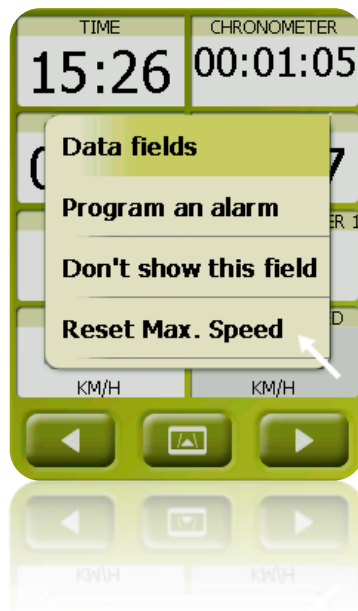 TIME CHRONOMETER
15:26 00:01:05
Data fields
Program an alarm
Don't show this field
Reset Max. Speed
KM/H KM/H